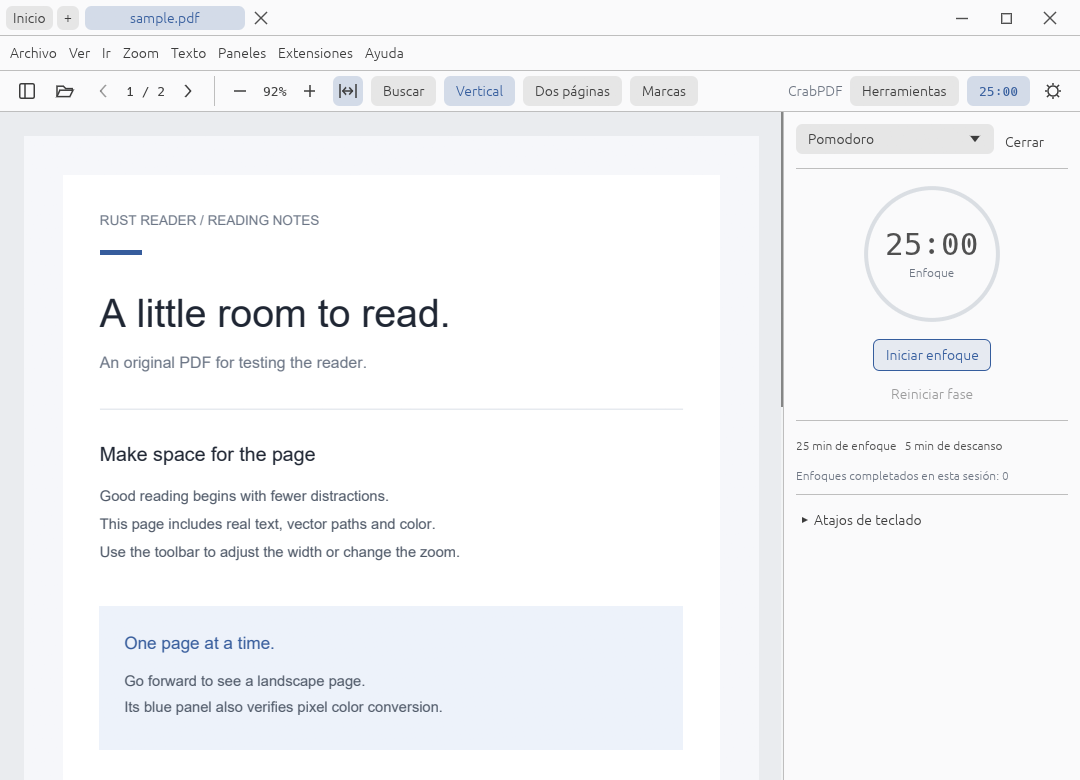 Inicio + sample.pdf
Archivo Ver Ir Zoom Texto Paneles Extensiones Ayuda
1 / 2 92% Buscar Vertical Dos páginas Marcas CrabPDF Herramientas 25:00
RUST READER / READING NOTES
A little room to read.
An original PDF for testing the reader.
Make space for the page
Good reading begins with fewer distractions.
This page includes real text, vector paths and color.
Use the toolbar to adjust the width or change the zoom.
One page at a time.
Go forward to see a landscape page.
Its blue panel also verifies pixel color conversion.
Pomodoro Cerrar
25:00
Enfoque
Iniciar enfoque
Reiniciar fase
25 min de enfoque 5 min de descanso
Enfoques completados en esta sesión: 0
Atajos de teclado